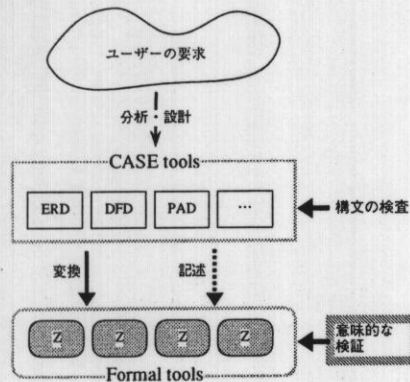 ユーザーの要求
分析・設計
CASE tools
ERD DFD PAD …
構文の検査
変換 記述
Z Z Z Z
意味的な
検証
Formal tools